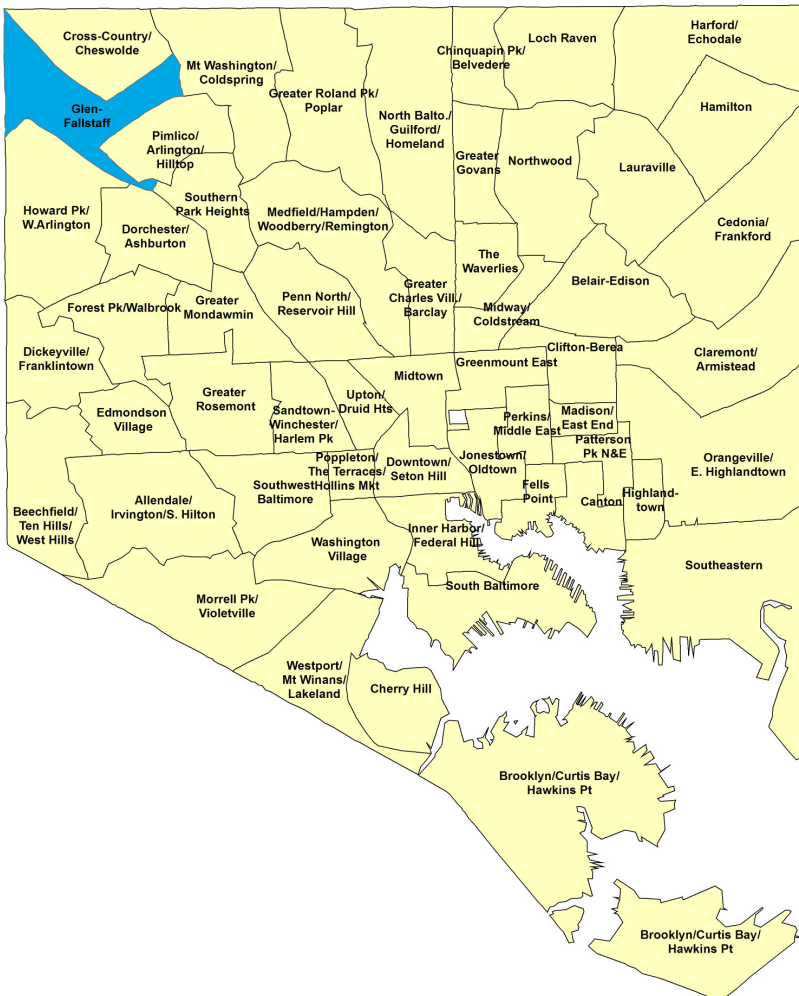 Cross-Country/
Cheswolde
Mt Washington/
Coldspring
Greater Roland Pk/
Poplar
North Balto./
Guilford/
Homeland
Chinquapin Pk/
Belvedere
Loch Raven
Harford/
Echodale
Glen-
Fallstaff
Pimlico/
Arlington/
Hilltop
Greater
Govans
Northwood
Lauraville
Hamilton
Howard Pk/
W.Arlington
Dorchester/
Ashburton
Southern
Park Heights
Medfield/Hampden/
Woodberry/Remington
The
Waverlies
Cedonia/
Frankford
Belair-Edison
Forest Pk/Walbrook
Greater
Mondawmin
Penn North/
Reservoir Hill
Greater
Charles Vill./
Barclay
Midway/
Coldstream
Clifton-Berea
Claremont/
Armistead
Dickeyville/
Franklintown
Midtown
Greenmount East
Edmondson
Village
Greater
Rosemont
Sandtown-
Winchester/
Harlem Pk
Upton/
Druid Hts
Perkins/
Middle East
Madison/
East End
Patterson
Pk N&E
Orangeville/
E. Highlandtown
Poppleton/
The Terraces/
Hollins Mkt
Downtown/
Seton Hill
Jonestown/
Oldtown
Southwest
Baltimore
Fells
Point
Canton
Highland-
town
Beechfield/
Ten Hills/
West Hills
Allendale/
Irvington/S. Hilton
Washington
Village
Inner Harbor/
Federal Hill
South Baltimore
Southeastern
Morrell Pk/
Violetville
Westport/
Mt Winans/
Lakeland
Cherry Hill
Brooklyn/Curtis Bay/
Hawkins Pt
Brooklyn/Curtis Bay/
Hawkins Pt